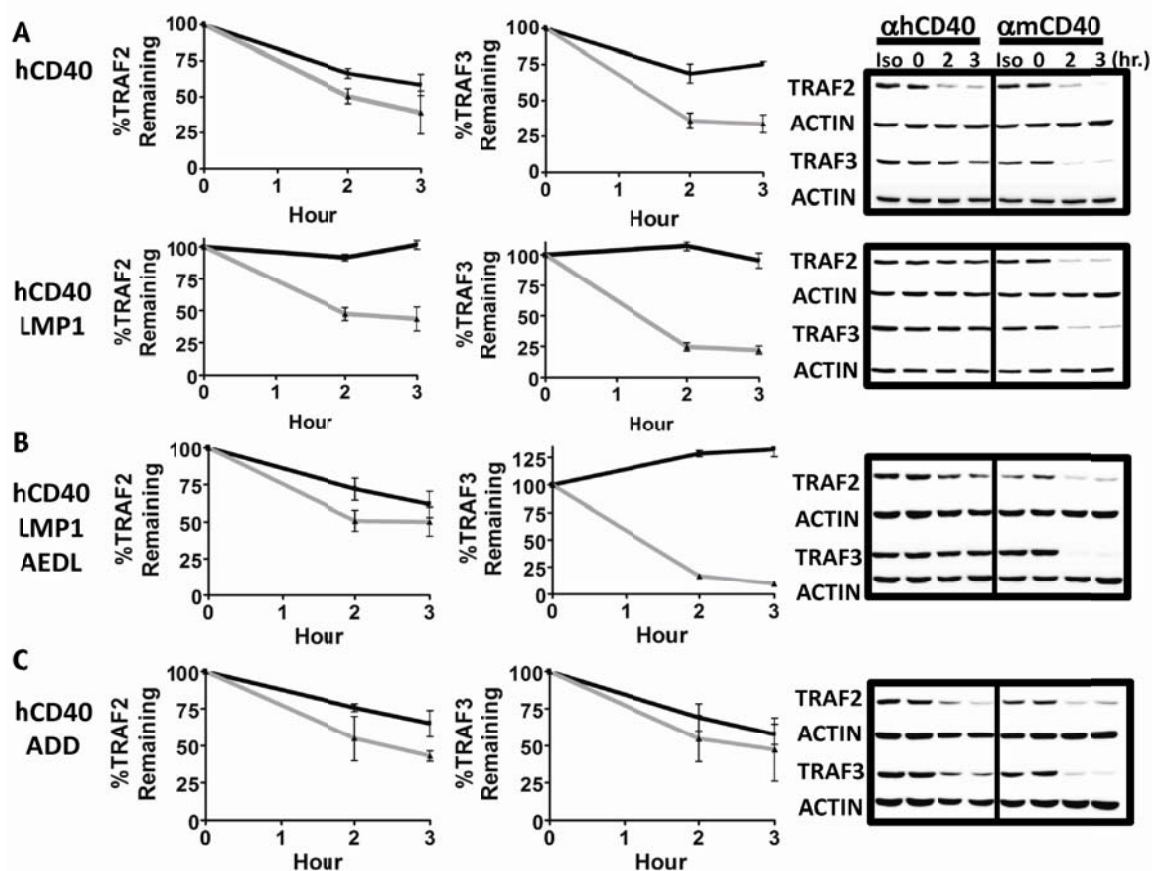 A
hCD40
%TRAF2
Remaining
100
75
50
25
0
0 1 2 3
Hour
%TRAF3
Remaining
100
75
50
25
0
0 1 2 3
Hour
αhCD40 αmCD40
Iso 0 2 3 Iso 0 2 3 (hr.)
TRAF2
ACTIN
TRAF3
ACTIN
hCD40
LMP1
%TRAF2
Remaining
100
75
50
25
0
0 1 2 3
Hour
%TRAF3
Remaining
100
75
50
25
0
0 1 2 3
Hour
TRAF2
ACTIN
TRAF3
ACTIN
B
hCD40
LMP1
AEDL
%TRAF2
Remaining
100
75
50
25
0
0 1 2 3
Hour
%TRAF3
Remaining
125
100
75
50
25
0
0 1 2 3
Hour
TRAF2
ACTIN
TRAF3
ACTIN
C
hCD40
ADD
%TRAF2
Remaining
100
75
50
25
0
0 1 2 3
Hour
%TRAF3
Remaining
100
75
50
25
0
0 1 2 3
Hour
TRAF2
ACTIN
TRAF3
ACTIN